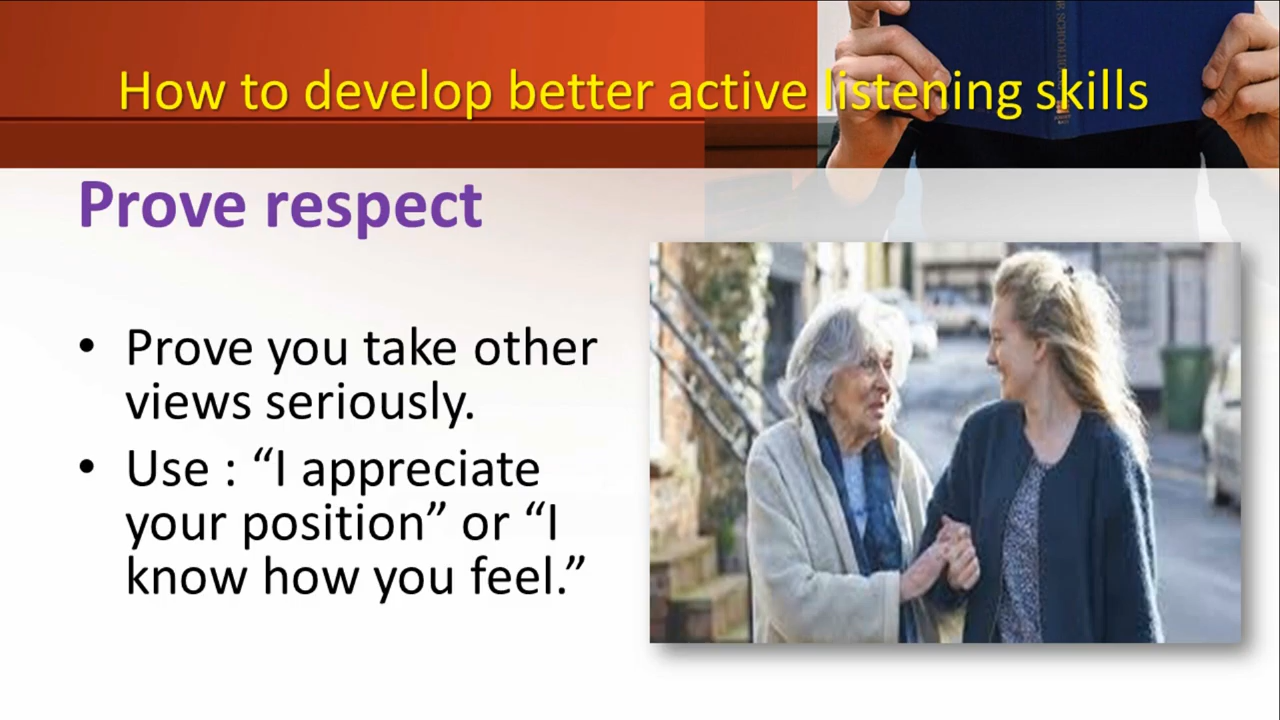 How to develop better active listening skills
Prove respect
• Prove you take other
views seriously.
• Use : “I appreciate
your position” or “I
know how you feel.”